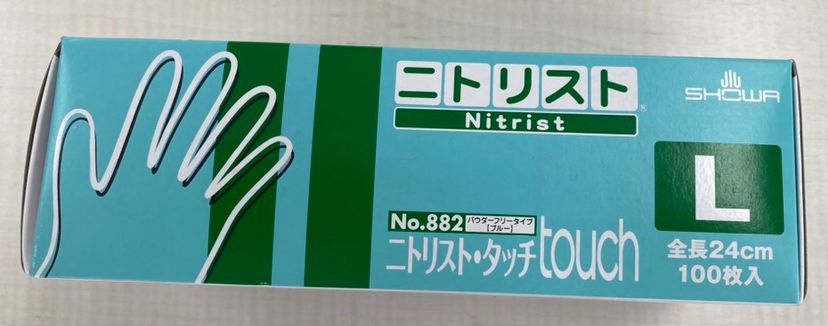 ニトリスト®
Nitrist
SHOWA
L
No.882 パウダーフリータイプ
【ブルー】
ニトリスト・タッチtouch
全長24cm
100枚入